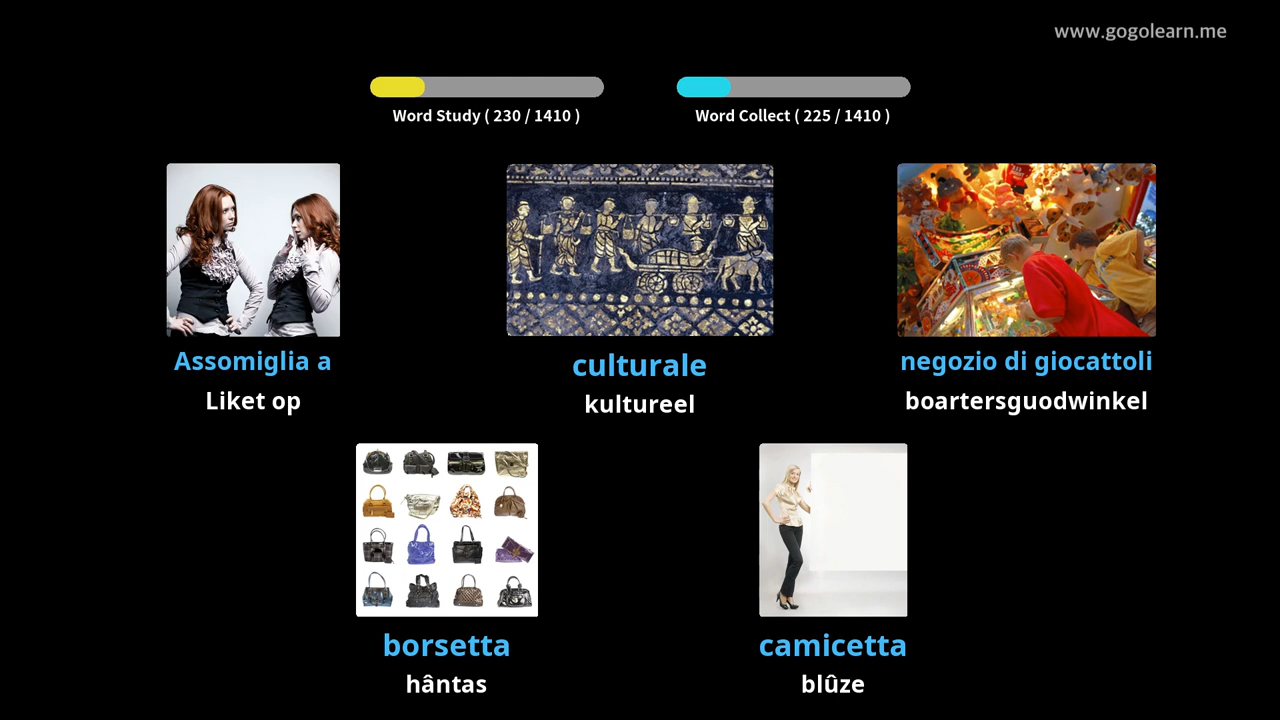 www.gogolearn.me
Word Study ( 230 / 1410 )
Word Collect ( 225 / 1410 )
Assomiglia a
Liket op
culturale
kultureel
negozio di giocattoli
boartersguodwinkel
borsetta
hântas
camicetta
blûze